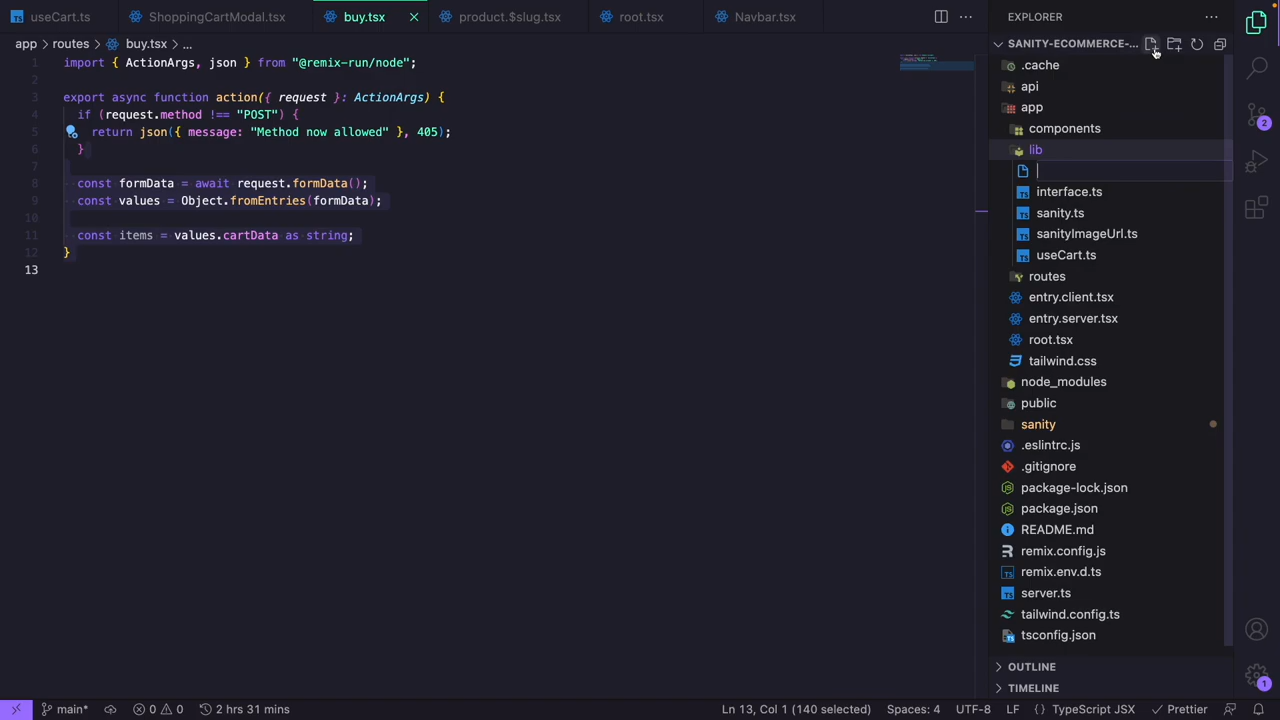 useCart.ts
ShoppingCartModal.tsx
buy.tsx
product.$slug.tsx
root.tsx
Navbar.tsx
app > routes > buy.tsx > ...
1 import { ActionArgs, json } from "@remix-run/node";
2
3 export async function action({ request }: ActionArgs) {
4 if (request.method !== "POST") {
5 return json({ message: "Method now allowed" }, 405);
6 }
7
8 const formData = await request.formData();
9 const values = Object.fromEntries(formData);
10
11 const items = values.cartData as string;
12 }
13
EXPLORER
SANITY-ECOMMERCE-...
.cache
api
app
components
lib
interface.ts
sanity.ts
sanityImageUrl.ts
useCart.ts
routes
entry.client.tsx
entry.server.tsx
root.tsx
tailwind.css
node_modules
public
sanity
.eslintrc.js
.gitignore
package-lock.json
package.json
README.md
remix.config.js
remix.env.d.ts
server.ts
tailwind.config.ts
tsconfig.json
OUTLINE
TIMELINE
2
1
main* 0 0 2 hrs 31 mins Ln 13, Col 1 (140 selected) Spaces: 4 UTF-8 LF {} TypeScript JSX Prettier